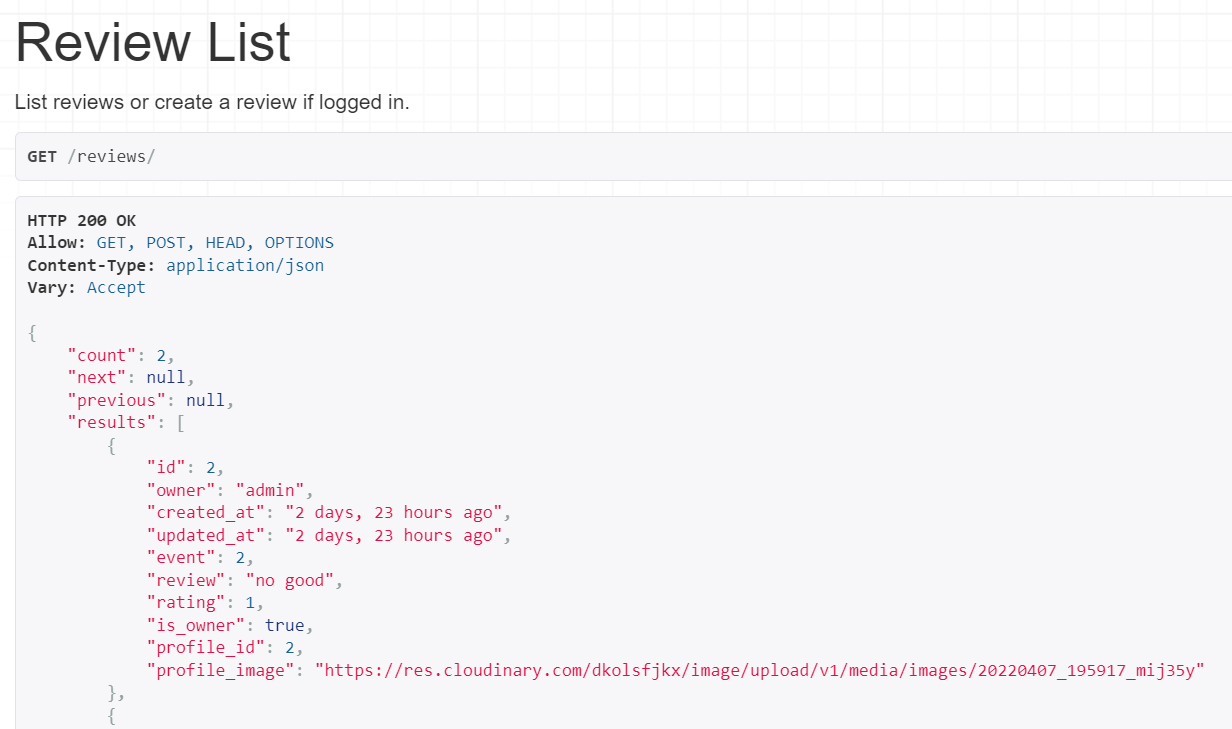 Review List
List reviews or create a review if logged in.
GET /reviews/
HTTP 200 OK
Allow: GET, POST, HEAD, OPTIONS
Content-Type: application/json
Vary: Accept
{
    "count": 2,
    "next": null,
    "previous": null,
    "results": [
        {
            "id": 2,
            "owner": "admin",
            "created_at": "2 days, 23 hours ago",
            "updated_at": "2 days, 23 hours ago",
            "event": 2,
            "review": "no good",
            "rating": 1,
            "is_owner": true,
            "profile_id": 2,
            "profile_image": "https://res.cloudinary.com/dkolsfjkx/image/upload/v1/media/images/20220407_195917_mij35y"
        },
        {